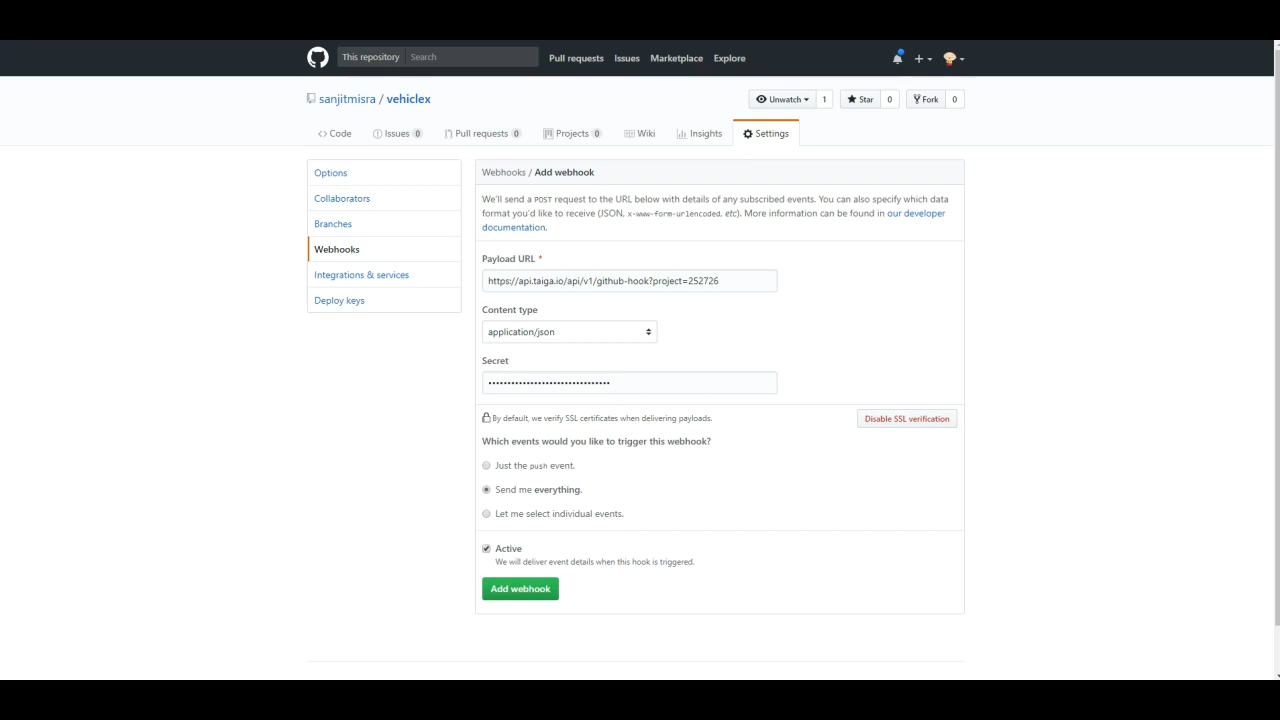 This repository Search Pull requests Issues Marketplace Explore
sanjitmisra / vehiclex Unwatch 1 Star 0 Fork 0
Code Issues 0 Pull requests 0 Projects 0 Wiki Insights Settings
Options
Collaborators
Branches
Webhooks
Integrations & services
Deploy keys
Webhooks / Add webhook
We'll send a POST request to the URL below with details of any subscribed events. You can also specify which data
format you'd like to receive (JSON, x-www-form-urlencoded, etc). More information can be found in our developer
documentation.
Payload URL *
https://api.taiga.io/api/v1/github-hook?project=252726
Content type
application/json
Secret
••••••••••••••••••••••••••••••••
By default, we verify SSL certificates when delivering payloads. Disable SSL verification
Which events would you like to trigger this webhook?
Just the push event.
Send me everything.
Let me select individual events.
Active
We will deliver event details when this hook is triggered.
Add webhook